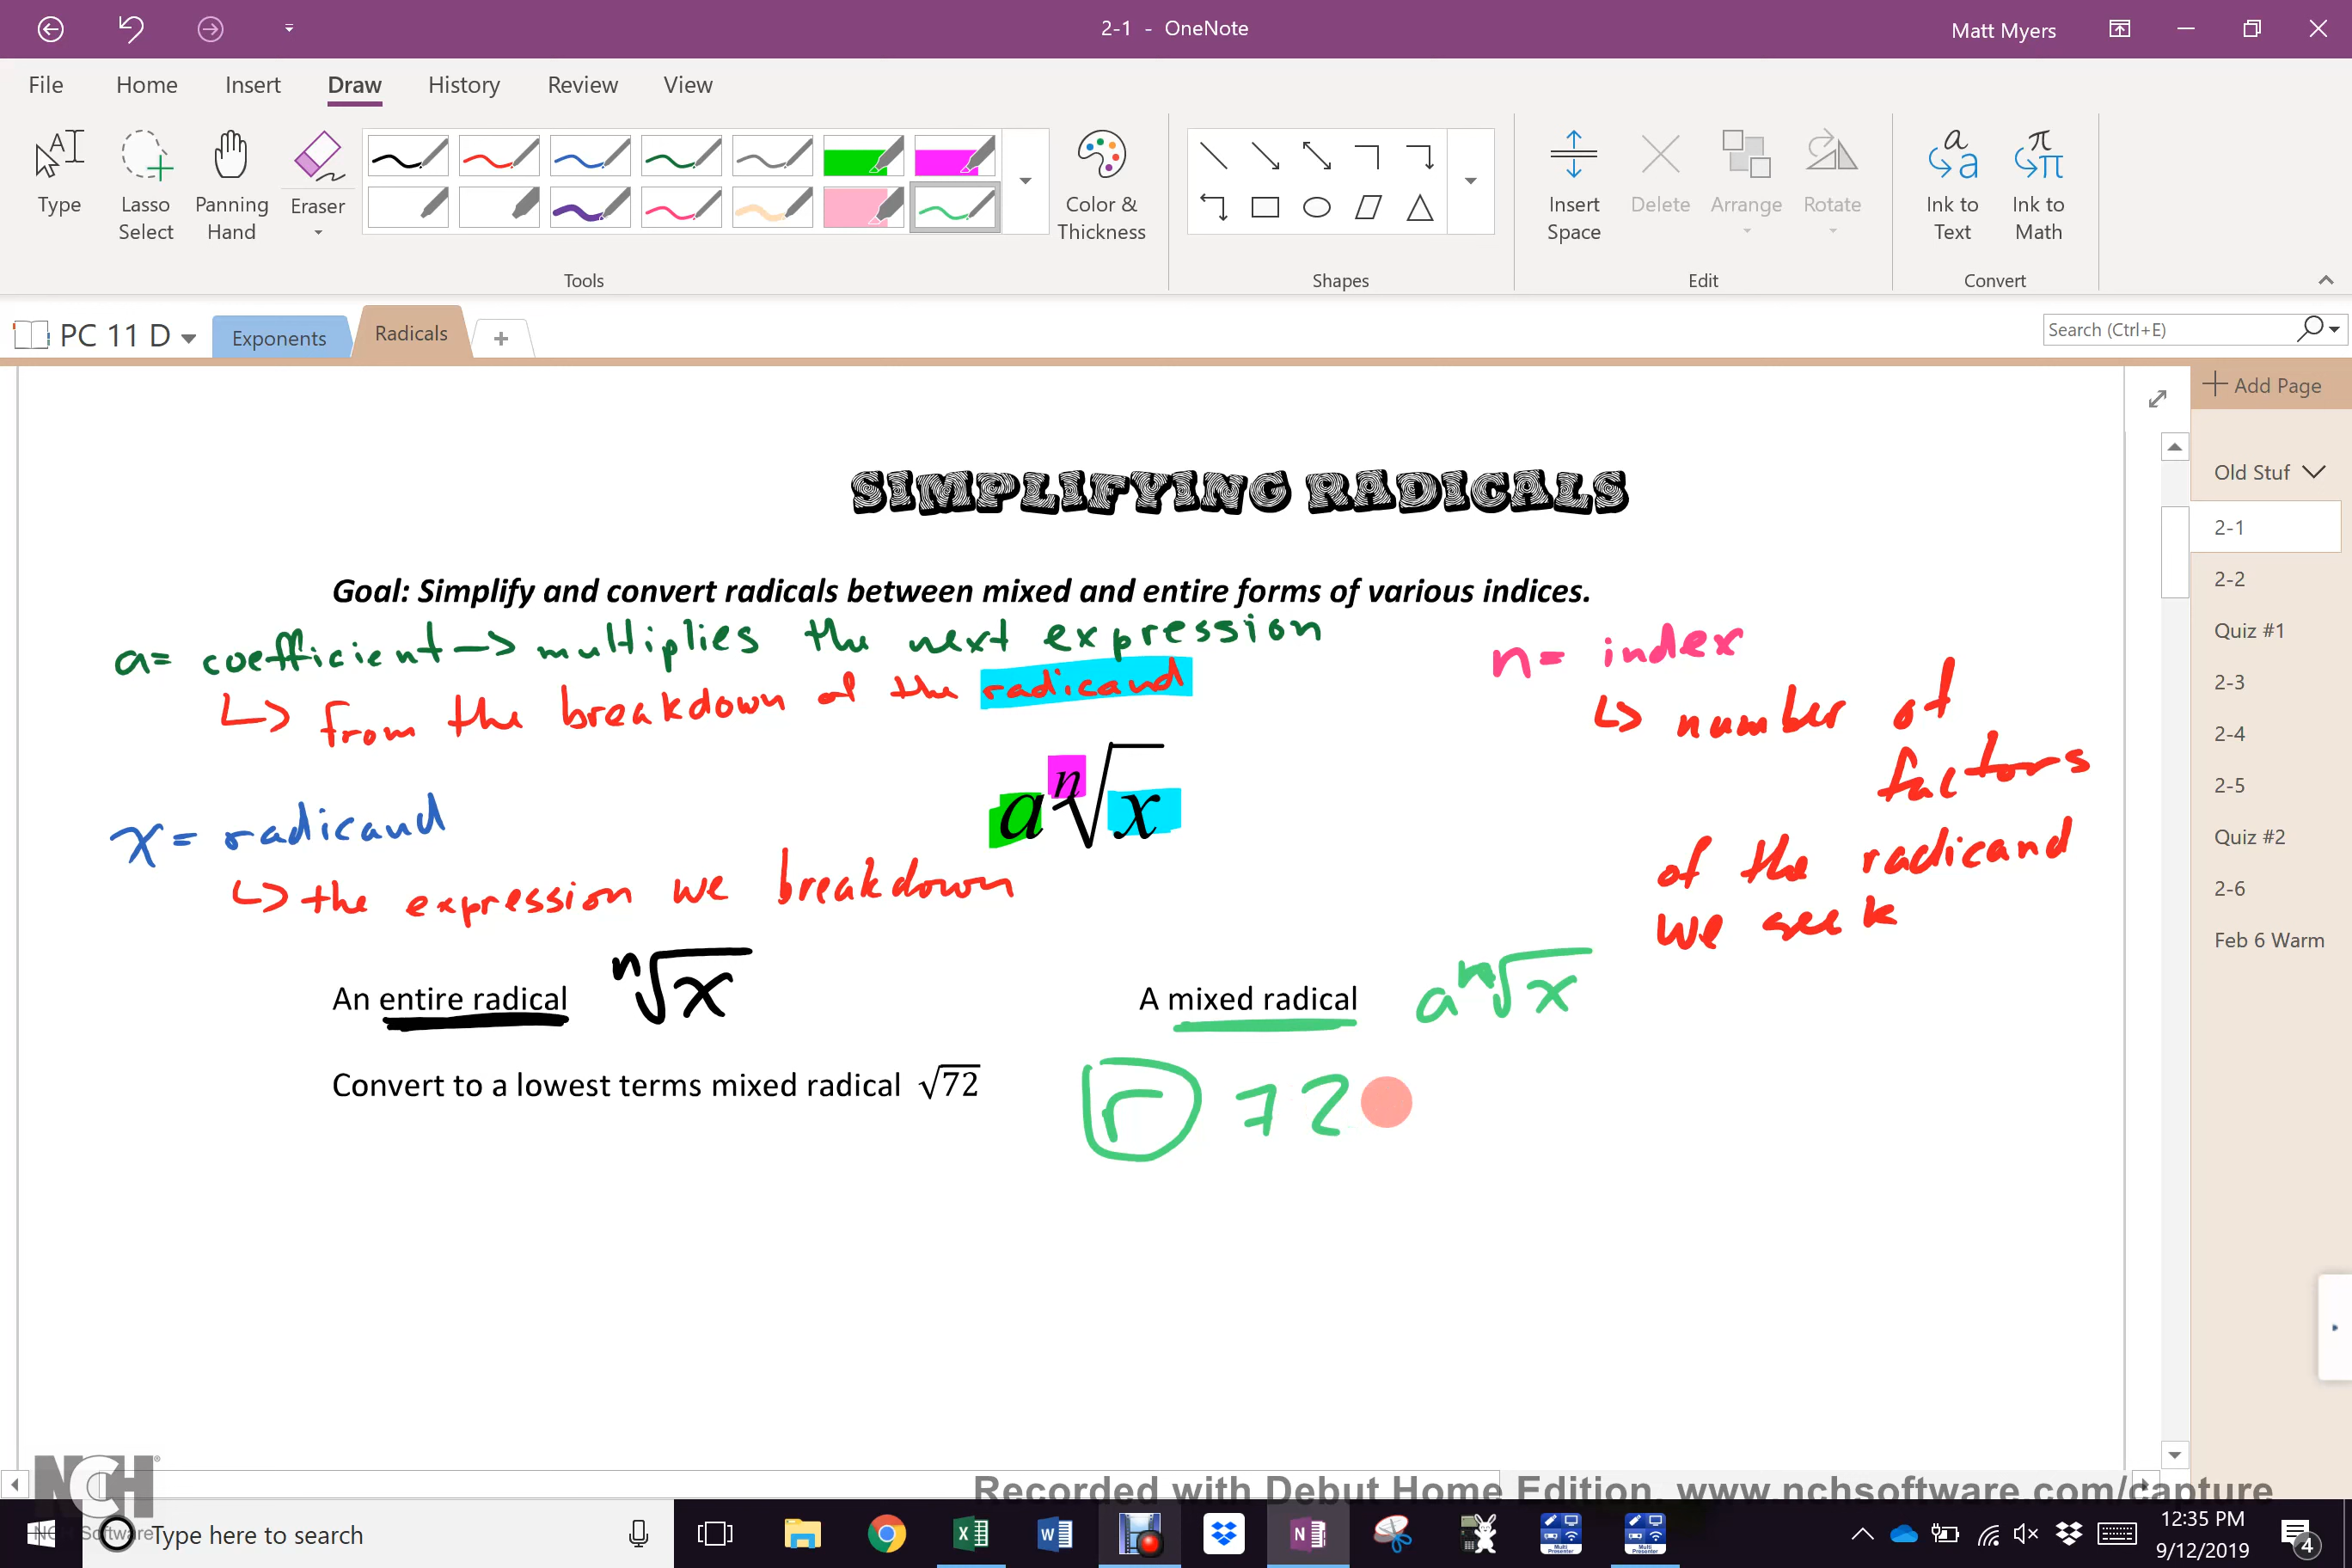 2-1 - OneNote
Matt Myers
File Home Insert Draw History Review View
Type
Lasso Select
Panning Hand
Eraser
Color & Thickness
Insert Space
Delete
Arrange
Rotate
Ink to Text
Ink to Math
Tools
Shapes
Edit
Convert
PC 11 D
Exponents
Radicals
Search (Ctrl+E)
Add Page
Old Stuf
2-1
2-2
Quiz #1
2-3
2-4
2-5
Quiz #2
2-6
Feb 6 Warm
SIMPLIFYING RADICALS
Goal: Simplify and convert radicals between mixed and entire forms of various indices.
a= coefficient → multiplies the next expression
↳ from the breakdown of the radicand
n= index
↳ number of
factors
of the radicand
we seek
a ⁿ√x
x= radicand
↳ the expression we breakdown
An entire radical ⁿ√x
A mixed radical aⁿ√x
Convert to a lowest terms mixed radical √72
r 72
NCH
NCH Software
Recorded with Debut Home Edition. www.nchsoftware.com/capture
Type here to search
12:35 PM
9/12/2019
4